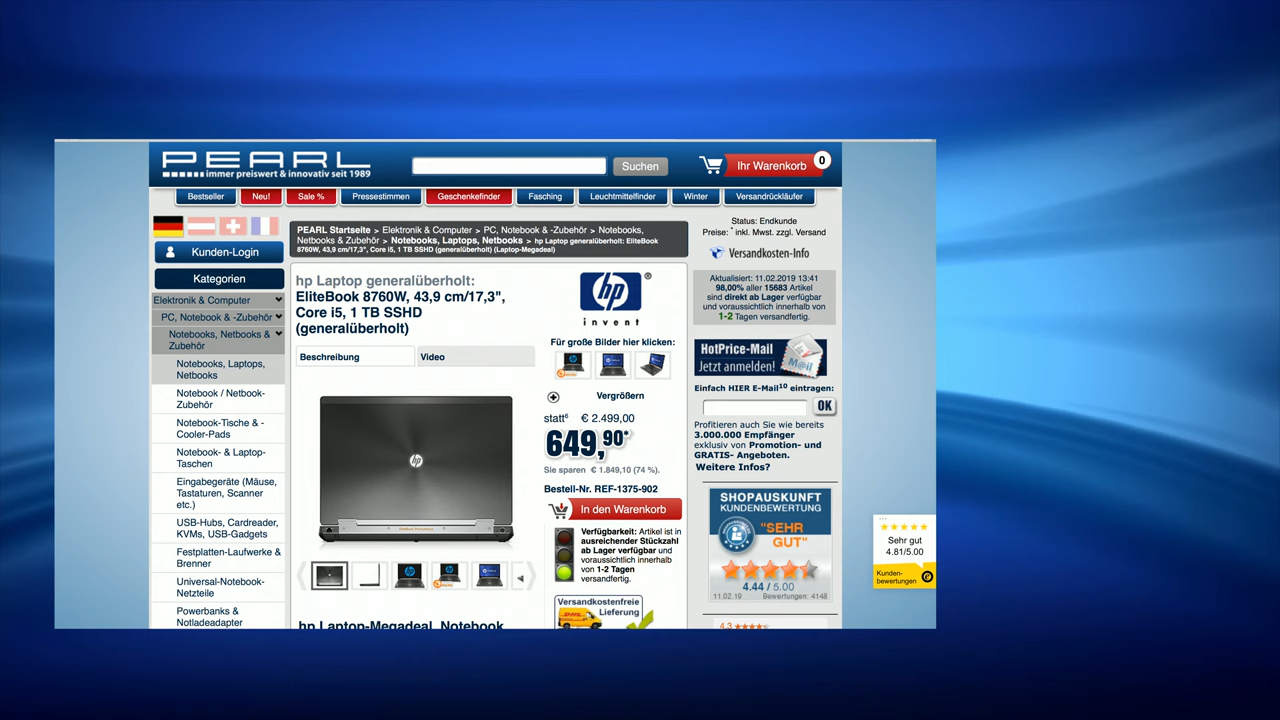 PEARL
immer preiswert & innovativ seit 1989
Suchen
Ihr Warenkorb
0
Bestseller
Neu!
Sale %
Pressestimmen
Geschenkefinder
Fasching
Leuchtmittelfinder
Winter
Versandrückläufer
Kunden-Login
Kategorien
Elektronik & Computer
PC, Notebook & -Zubehör
Notebooks, Netbooks &
Zubehör
Notebooks, Laptops,
Netbooks
Notebook / Netbook-
Zubehör
Notebook-Tische & -
Cooler-Pads
Notebook- & Laptop-
Taschen
Eingabegeräte (Mäuse,
Tastaturen, Scanner
etc.)
USB-Hubs, Cardreader,
KVMs, USB-Gadgets
Festplatten-Laufwerke &
Brenner
Universal-Notebook-
Netzteile
Powerbanks &
Notladeadapter
PEARL Startseite > Elektronik & Computer > PC, Notebook & -Zubehör > Notebooks,
Netbooks & Zubehör > Notebooks, Laptops, Netbooks > hp Laptop generalüberholt: EliteBook
8760W, 43,9 cm/17,3", Core i5, 1 TB SSHD (generalüberholt) (Laptop-Megadeal)
hp Laptop generalüberholt:
EliteBook 8760W, 43,9 cm/17,3",
Core i5, 1 TB SSHD
(generalüberholt)
Beschreibung
Video
hp
hp Laptop-Megadeal, Notebook
hp
®
invent
Für große Bilder hier klicken:
Vergrößern
statt⁶ € 2.499,00
649,90*
Sie sparen € 1.849,10 (74 %).
Bestell-Nr. REF-1375-902
In den Warenkorb
Verfügbarkeit: Artikel ist in
ausreichender Stückzahl
ab Lager verfügbar und
voraussichtlich innerhalb
von 1-2 Tagen
versandfertig.
Versandkostenfreie
Lieferung
Status: Endkunde
Preise: * inkl. Mwst. zzgl. Versand
Versandkosten-Info
Aktualisiert: 11.02.2019 13:41
98,00% aller 15683 Artikel
sind direkt ab Lager verfügbar
und voraussichtlich innerhalb von
1-2 Tagen versandfertig.
HotPrice-Mail
Jetzt anmelden!
M@il
Einfach HIER E-Mail¹⁰ eintragen:
OK
Profitieren auch Sie wie bereits
3.000.000 Empfänger
exklusiv von Promotion- und
GRATIS- Angeboten.
Weitere Infos?
SHOPAUSKUNFT
KUNDENBEWERTUNG
"SEHR
GUT"
4.44 / 5.00
11.02.19 Bewertungen: 4148
4.3
...
Sehr gut
4.81/5.00
Kunden-
bewertungen